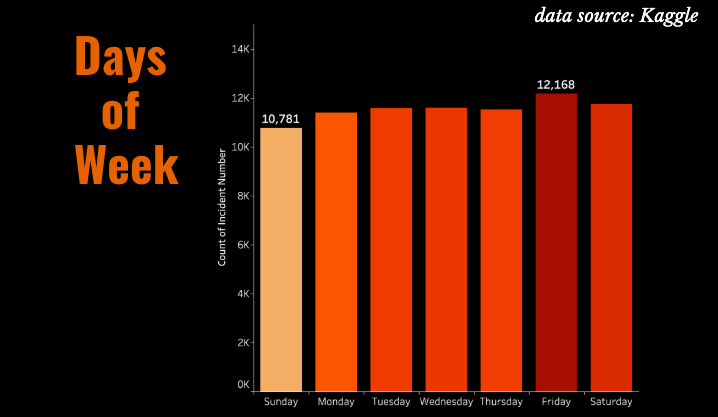 data source: Kaggle
Days
of
Week
Count of Incident Number
14K
12K
10K
8K
6K
4K
2K
0K
10,781
12,168
Sunday Monday Tuesday Wednesday Thursday Friday Saturday